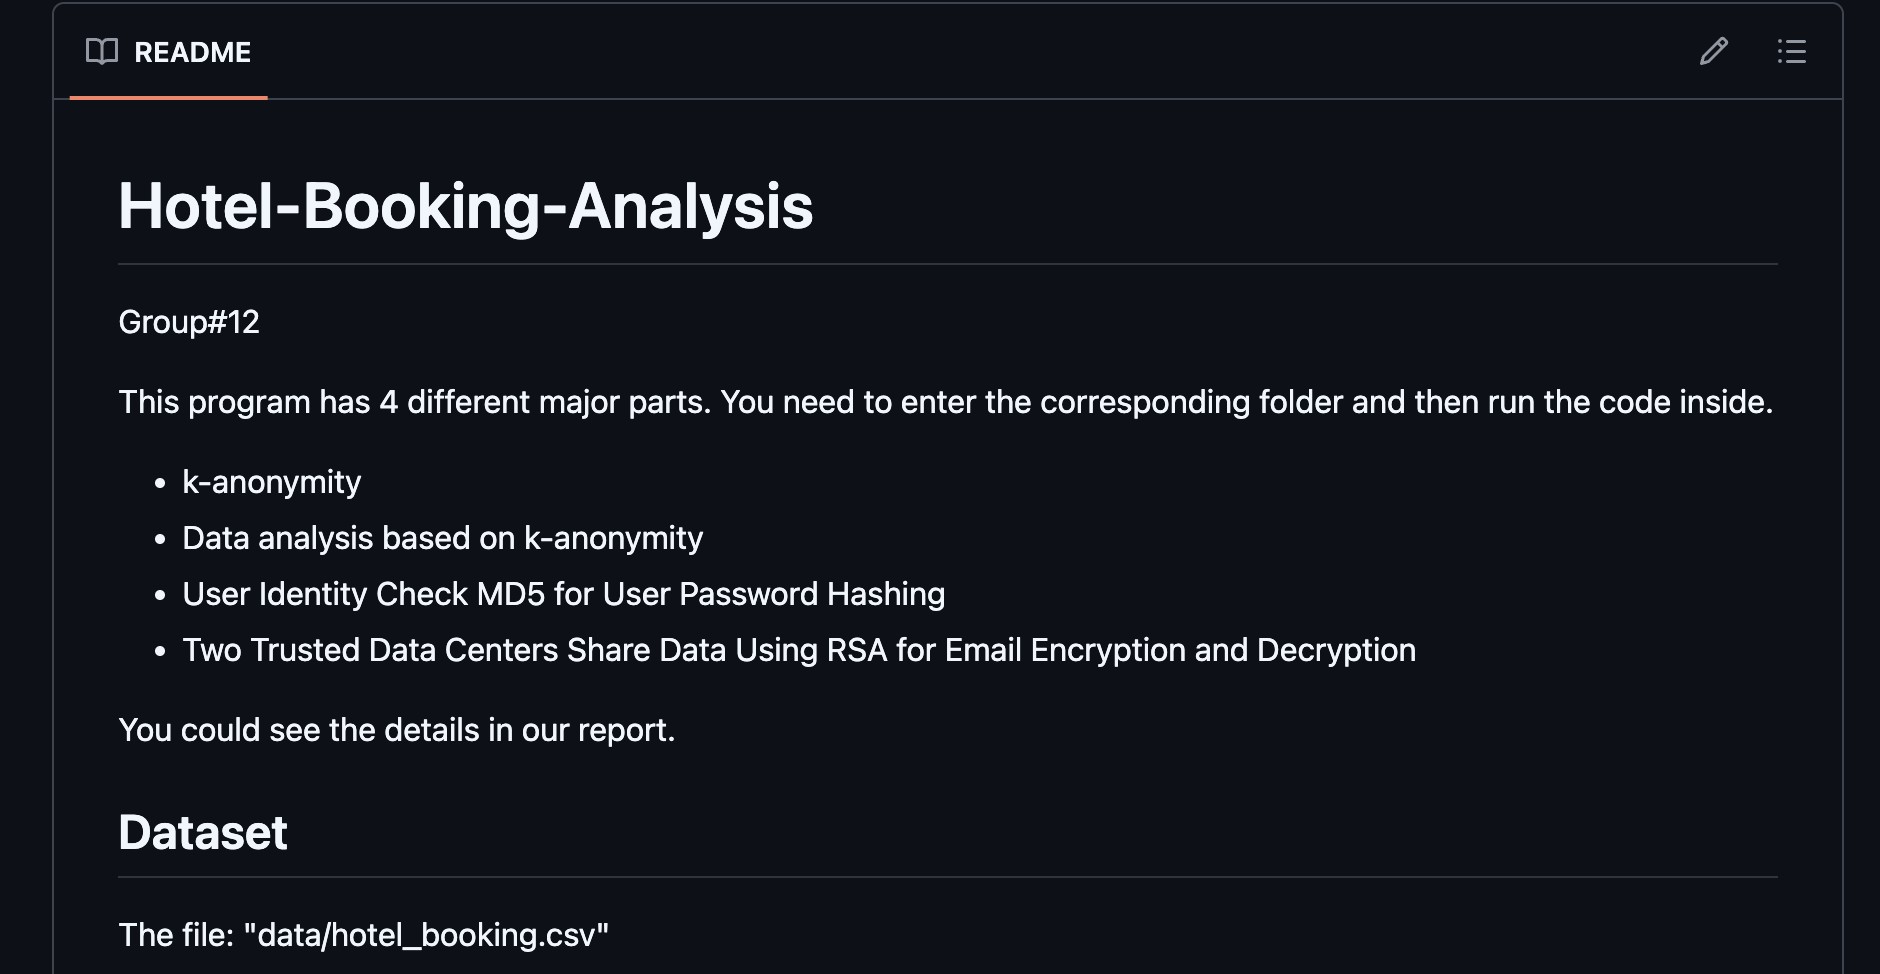 README
Hotel-Booking-Analysis
Group#12
This program has 4 different major parts. You need to enter the corresponding folder and then run the code inside.
k-anonymity
Data analysis based on k-anonymity
User Identity Check MD5 for User Password Hashing
Two Trusted Data Centers Share Data Using RSA for Email Encryption and Decryption
You could see the details in our report.
Dataset
The file: "data/hotel_booking.csv"